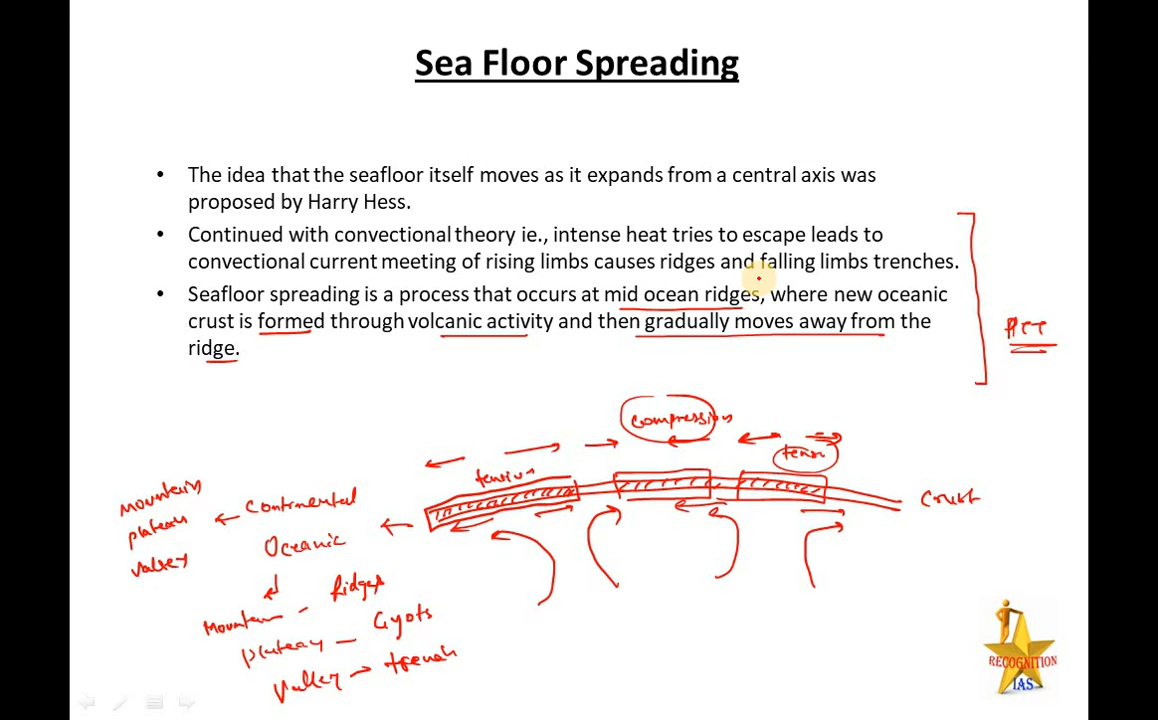 Sea Floor Spreading
• The idea that the seafloor itself moves as it expands from a central axis was
proposed by Harry Hess.
• Continued with convectional theory ie., intense heat tries to escape leads to
convectional current meeting of rising limbs causes ridges and falling limbs trenches.
• Seafloor spreading is a process that occurs at mid ocean ridges, where new oceanic
crust is formed through volcanic activity and then gradually moves away from the
ridge.
compression
tension
tension
Crust
mountains
plateau
valley
Continental
Oceanic
Mountain - Ridges
plateau - Gyots
valley trench
RECOGNITION
IAS